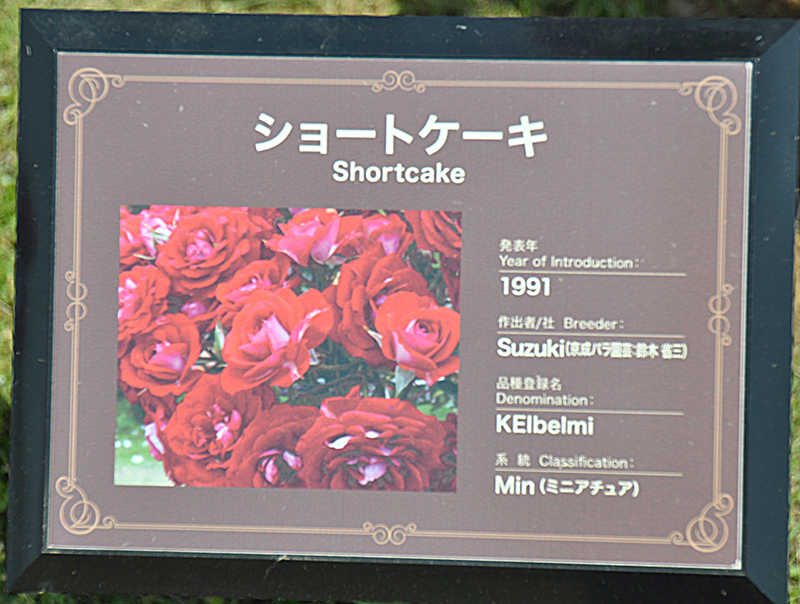 ショートケーキ
Shortcake
発表年
Year of Introduction:
1991
作出者/社 Breeder:
Suzuki(京成バラ園芸:鈴木 省三)
品種登録名
Denomination:
KEIbelmi
系 統 Classification:
Min (ミニアチュア)